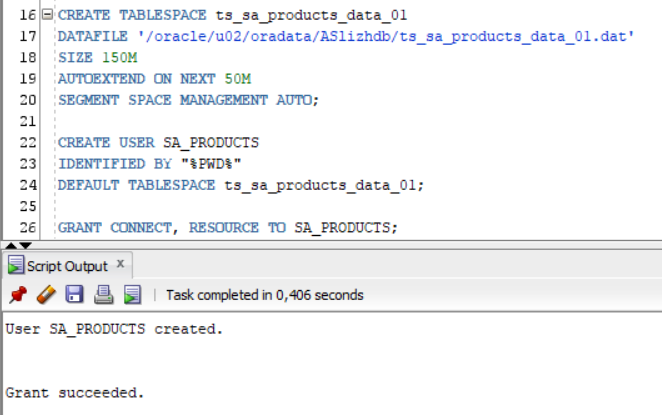 16 CREATE TABLESPACE ts_sa_products_data_01
17 DATAFILE '/oracle/u02/oradata/ASlizhdb/ts_sa_products_data_01.dat'
18 SIZE 150M
19 AUTOEXTEND ON NEXT 50M
20 SEGMENT SPACE MANAGEMENT AUTO;
21
22 CREATE USER SA_PRODUCTS
23 IDENTIFIED BY "%PWD%"
24 DEFAULT TABLESPACE ts_sa_products_data_01;
25
26 GRANT CONNECT, RESOURCE TO SA_PRODUCTS;
Script Output x
Task completed in 0,406 seconds
User SA_PRODUCTS created.
Grant succeeded.